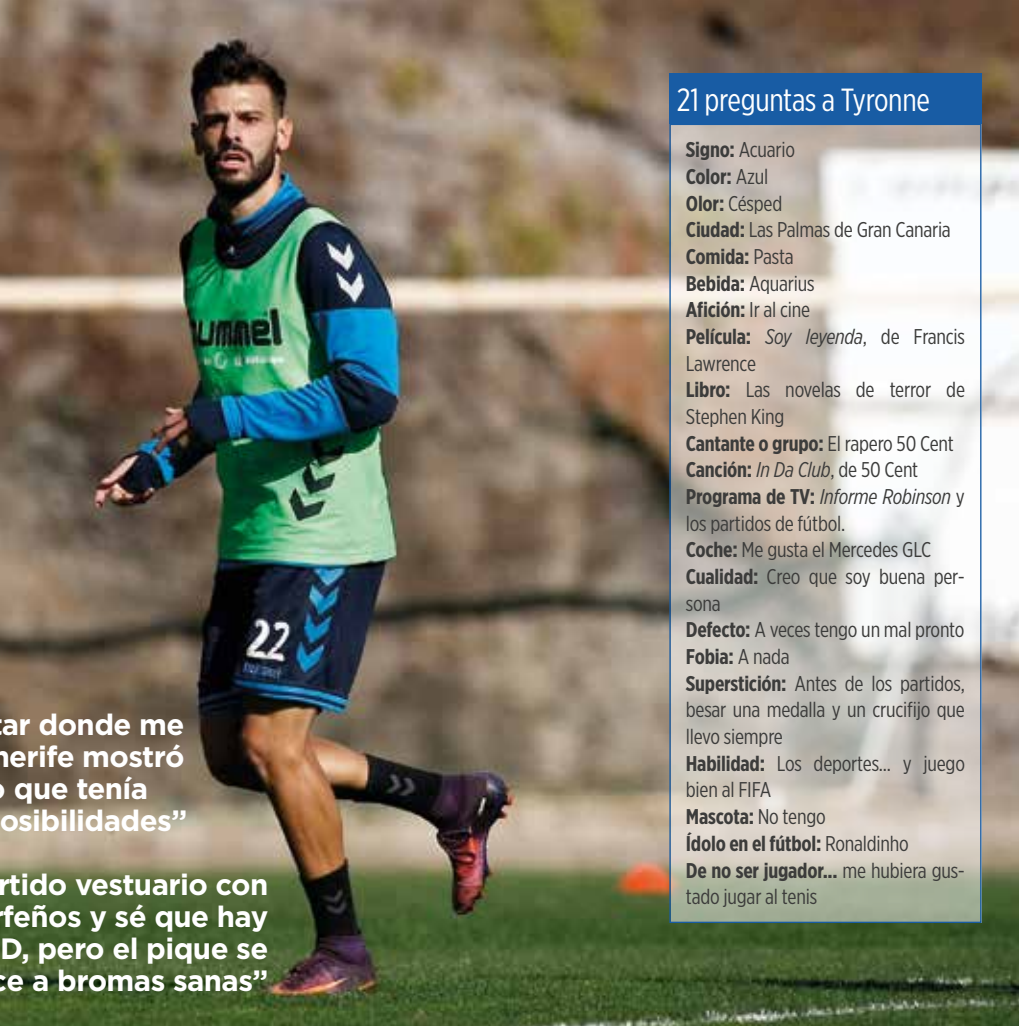 21 preguntas a Tyronne
Signo: Acuario
Color: Azul
Olor: Césped
Ciudad: Las Palmas de Gran Canaria
Comida: Pasta
Bebida: Aquarius
Afición: Ir al cine
Película: Soy leyenda, de Francis
Lawrence
Libro: Las novelas de terror de
Stephen King
Cantante o grupo: El rapero 50 Cent
Canción: In Da Club, de 50 Cent
Programa de TV: Informe Robinson y
los partidos de fútbol.
Coche: Me gusta el Mercedes GLC
Cualidad: Creo que soy buena per-
sona
Defecto: A veces tengo un mal pronto
Fobia: A nada
Superstición: Antes de los partidos,
besar una medalla y un crucifijo que
llevo siempre
Habilidad: Los deportes... y juego
bien al FIFA
Mascota: No tengo
Ídolo en el fútbol: Ronaldinho
De no ser jugador... me hubiera gus-
tado jugar al tenis
hummel
22
tar donde me
nerife mostró
o que tenía
osibilidades”
rtido vestuario con
rfeños y sé que hay
D, pero el pique se
ce a bromas sanas”